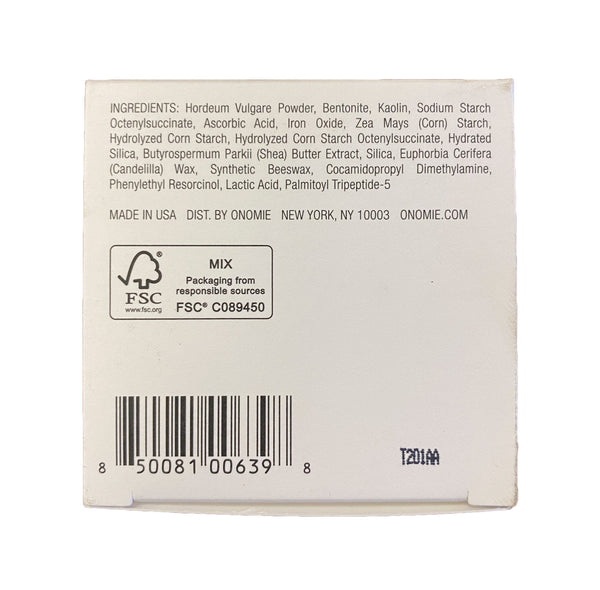 INGREDIENTS: Hordeum Vulgare Powder, Bentonite, Kaolin, Sodium Starch
Octenylsuccinate, Ascorbic Acid, Iron Oxide, Zea Mays (Corn) Starch,
Hydrolyzed Corn Starch, Hydrolyzed Corn Starch Octenylsuccinate, Hydrated
Silica, Butyrospermum Parkii (Shea) Butter Extract, Silica, Euphorbia Cerifera
(Candelilla) Wax, Synthetic Beeswax, Cocamidopropyl Dimethylamine,
Phenylethyl Resorcinol, Lactic Acid, Palmitoyl Tripeptide-5
MADE IN USA DIST. BY ONOMIE NEW YORK, NY 10003 ONOMIE.COM
®
FSC
www.fsc.org
MIX
Packaging from
responsible sources
FSC® C089450
8 50081 00639 8
T201AA